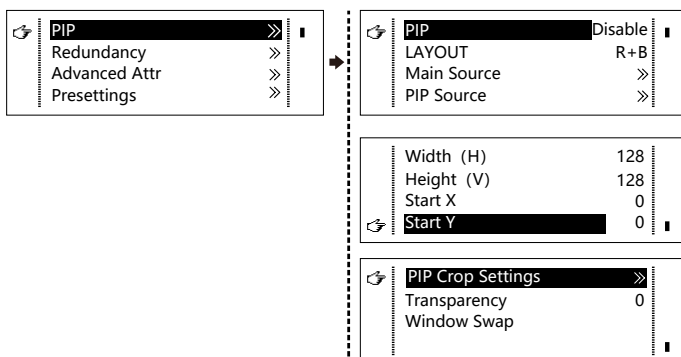 PIP »
Redundancy »
Advanced Attr »
Presettings »
PIP Disable
LAYOUT R+B
Main Source »
PIP Source »
Width (H) 128
Height (V) 128
Start X 0
Start Y 0
PIP Crop Settings »
Transparency 0
Window Swap